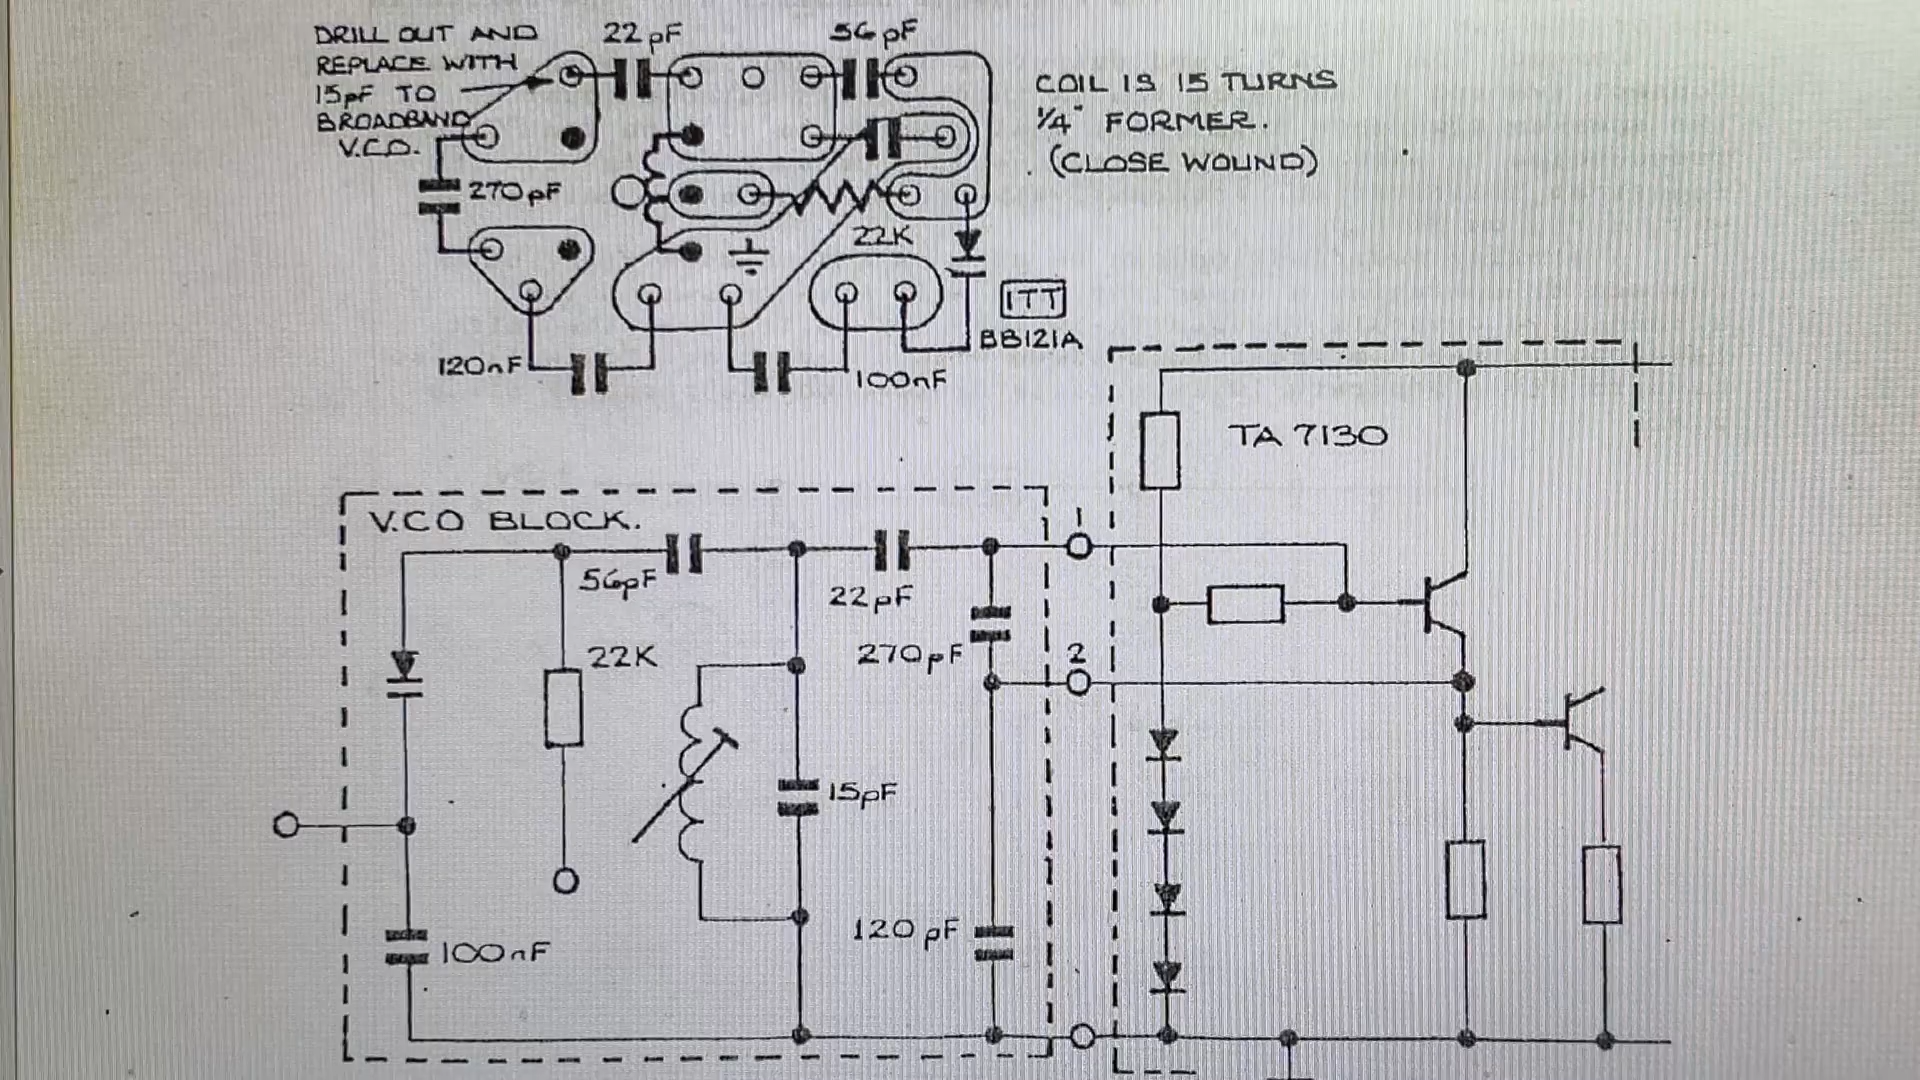 DRILL OUT AND
REPLACE WITH
15pF TO
BROADBAND
V.C.O.
22pF
56pF
COIL IS 15 TURNS
1/4" FORMER.
(CLOSE WOUND)
270pF
22K
ITT
BB121A
120nF
100nF
TA 7130
V.C.O BLOCK.
1
56pF
22pF
22K
270pF
2
15pF
120pF
100nF